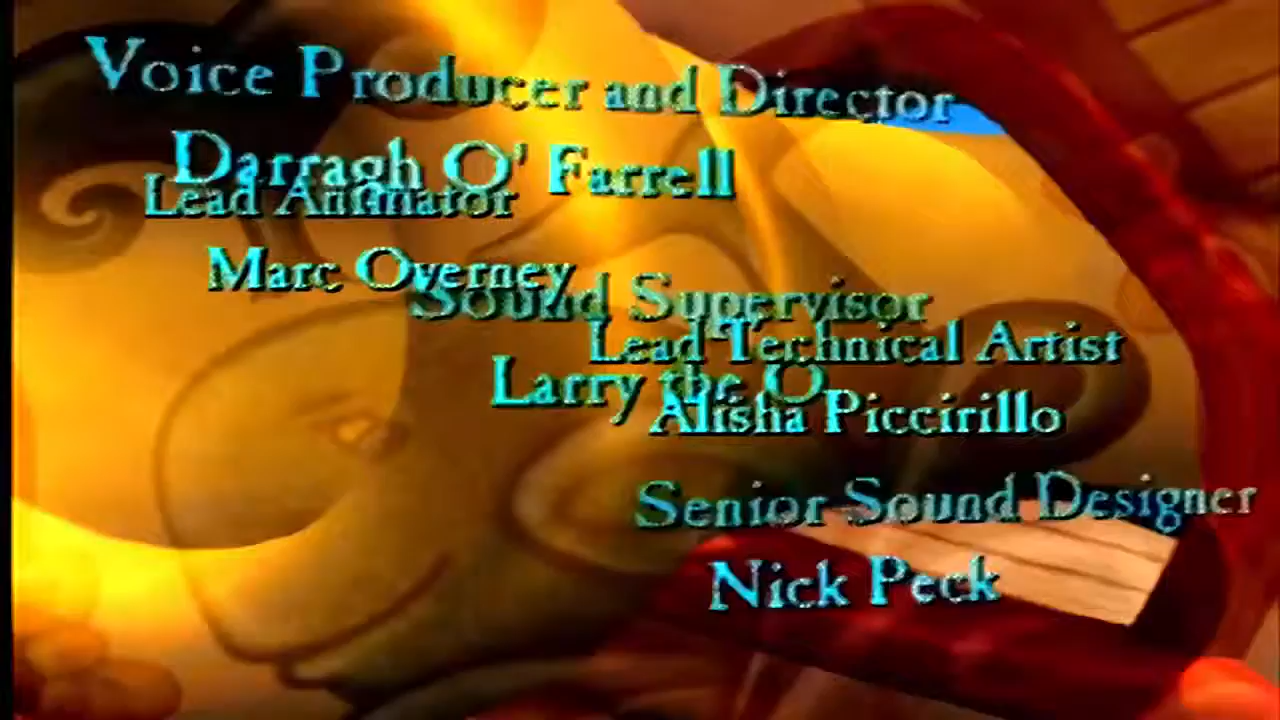 Voice Producer and Director
Darragh O' Farrell
Lead Animator
Marc Overney
Sound Supervisor
Lead Technical Artist
Larry the O
Alisha Piccirillo
Senior Sound Designer
Nick Peck